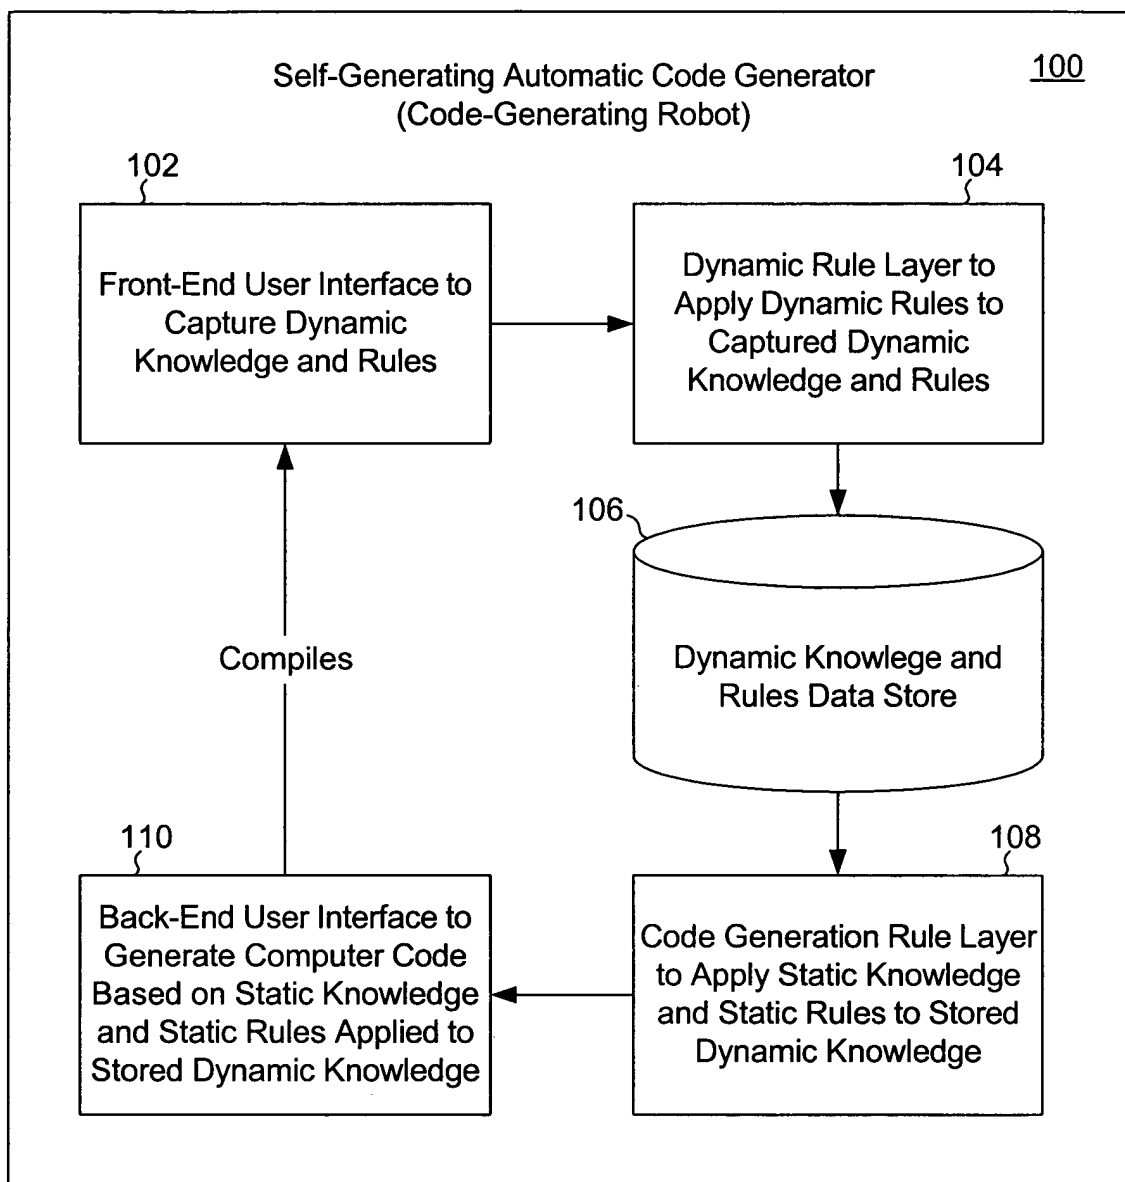 Self-Generating Automatic Code Generator
(Code-Generating Robot)
100
102
Front-End User Interface to
Capture Dynamic
Knowledge and Rules
104
Dynamic Rule Layer to
Apply Dynamic Rules to
Captured Dynamic
Knowledge and Rules
106
Dynamic Knowlege and
Rules Data Store
Compiles
108
Code Generation Rule Layer
to Apply Static Knowledge
and Static Rules to Stored
Dynamic Knowledge
110
Back-End User Interface to
Generate Computer Code
Based on Static Knowledge
and Static Rules Applied to
Stored Dynamic Knowledge